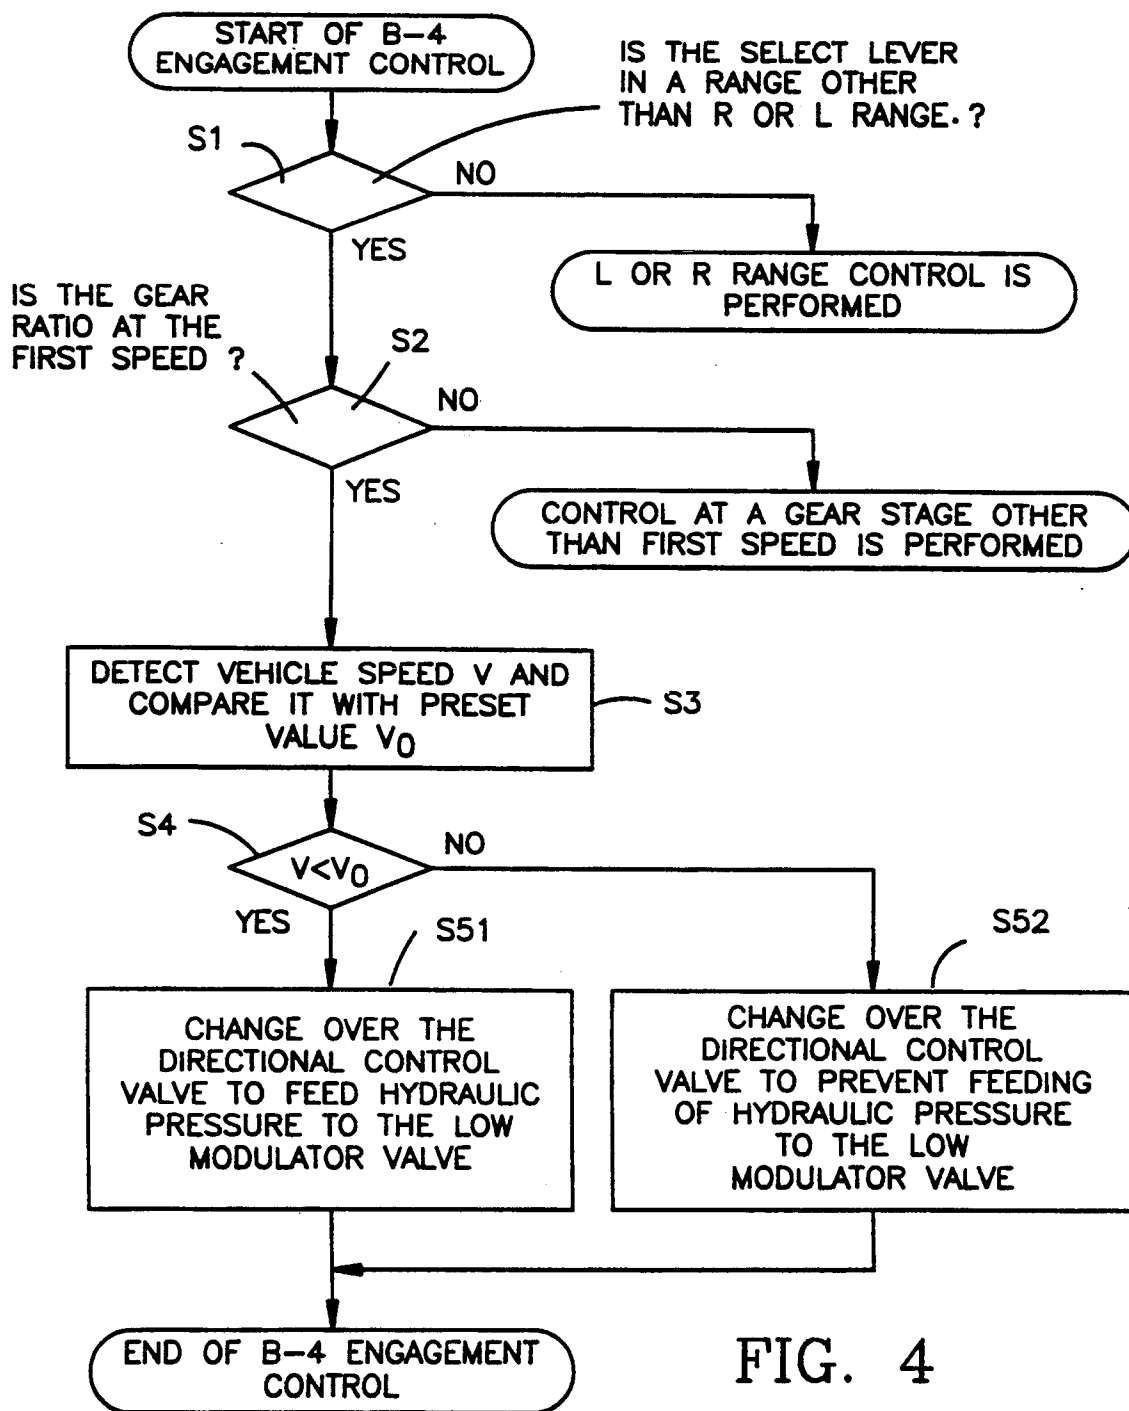 START OF B-4
ENGAGEMENT CONTROL
IS THE SELECT LEVER
IN A RANGE OTHER
THAN R OR L RANGE.?
S1
NO
YES
L OR R RANGE CONTROL IS
PERFORMED
IS THE GEAR
RATIO AT THE
FIRST SPEED ?
S2
NO
YES
CONTROL AT A GEAR STAGE OTHER
THAN FIRST SPEED IS PERFORMED
DETECT VEHICLE SPEED V AND
COMPARE IT WITH PRESET
VALUE V0
S3
S4
V<V0
NO
YES
S51
S52
CHANGE OVER THE
DIRECTIONAL CONTROL
VALVE TO FEED HYDRAULIC
PRESSURE TO THE LOW
MODULATOR VALVE
CHANGE OVER THE
DIRECTIONAL CONTROL
VALVE TO PREVENT FEEDING
OF HYDRAULIC PRESSURE
TO THE LOW
MODULATOR VALVE
END OF B-4 ENGAGEMENT
CONTROL
FIG. 4